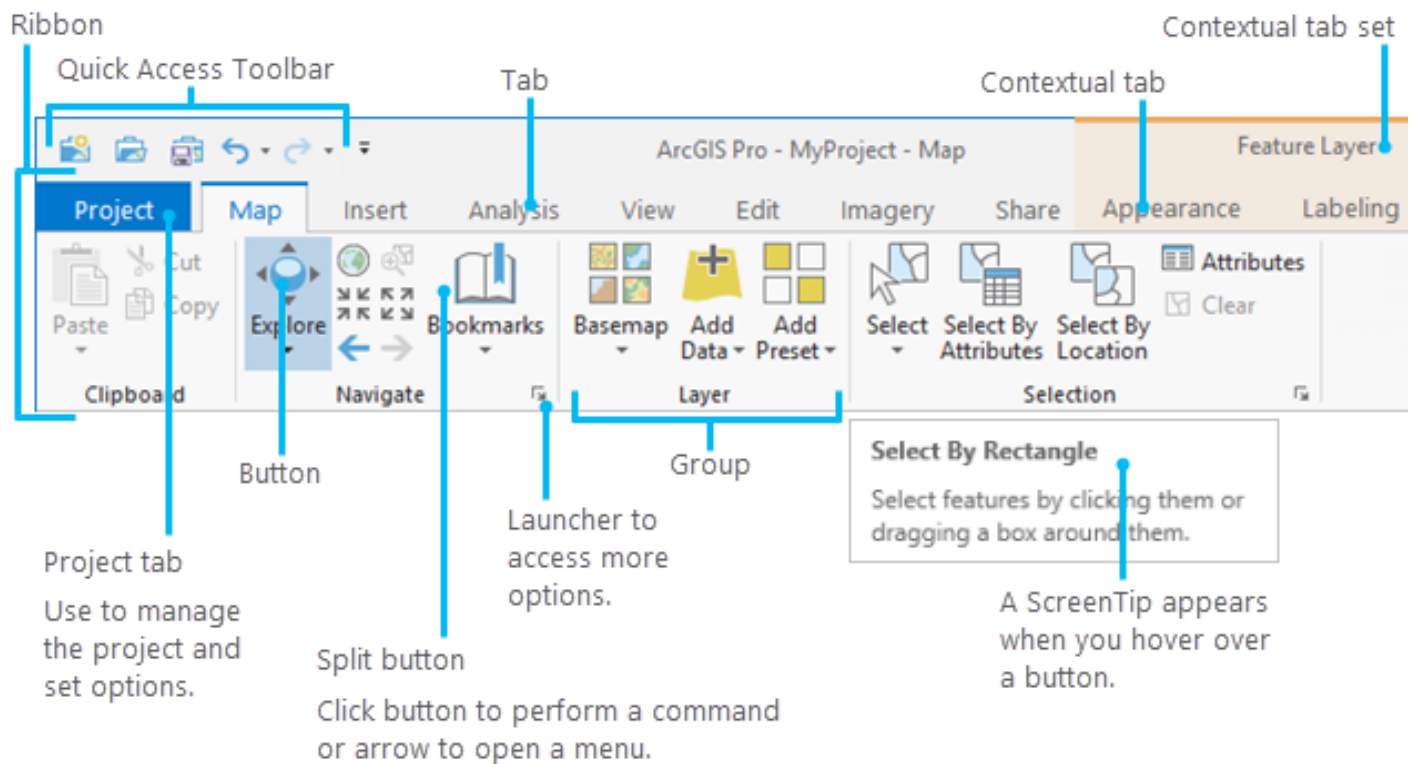 Ribbon
Contextual tab set
Quick Access Toolbar
Tab
Contextual tab
ArcGIS Pro - MyProject - Map
Feature Layer
Project
Map
Insert
Analysis
View
Edit
Imagery
Share
Appearance
Labeling
Paste
Cut
Copy
Clipboard
Explore
Bookmarks
Navigate
Basemap
Add
Data
Add
Preset
Layer
Select
Select By
Attributes
Select By
Location
Attributes
Clear
Selection
Button
Group
Select By Rectangle
Select features by clicking them or
dragging a box around them.
Launcher to
access more
options.
Project tab
Use to manage
the project and
set options.
A ScreenTip appears
when you hover over
a button.
Split button
Click button to perform a command
or arrow to open a menu.